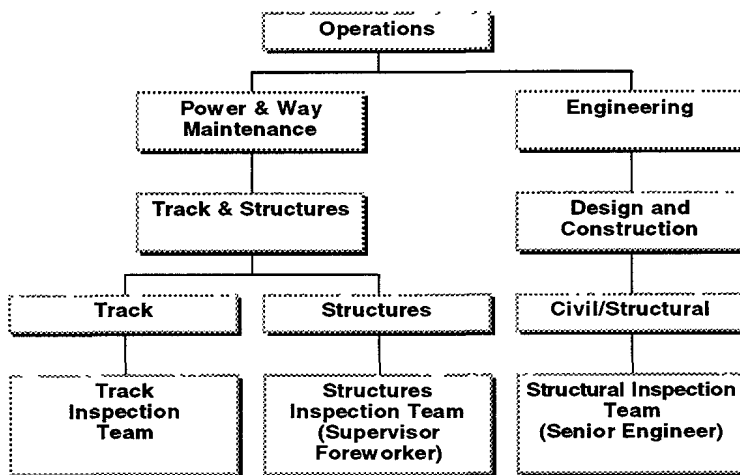 Operations
Power & Way
Maintenance
Engineering
Track & Structures
Design and
Construction
Track
Structures
Civil/Structural
Track
Inspection
Team
Structures
Inspection Team
(Supervisor
Foreworker)
Structural Inspection
Team
(Senior Engineer)